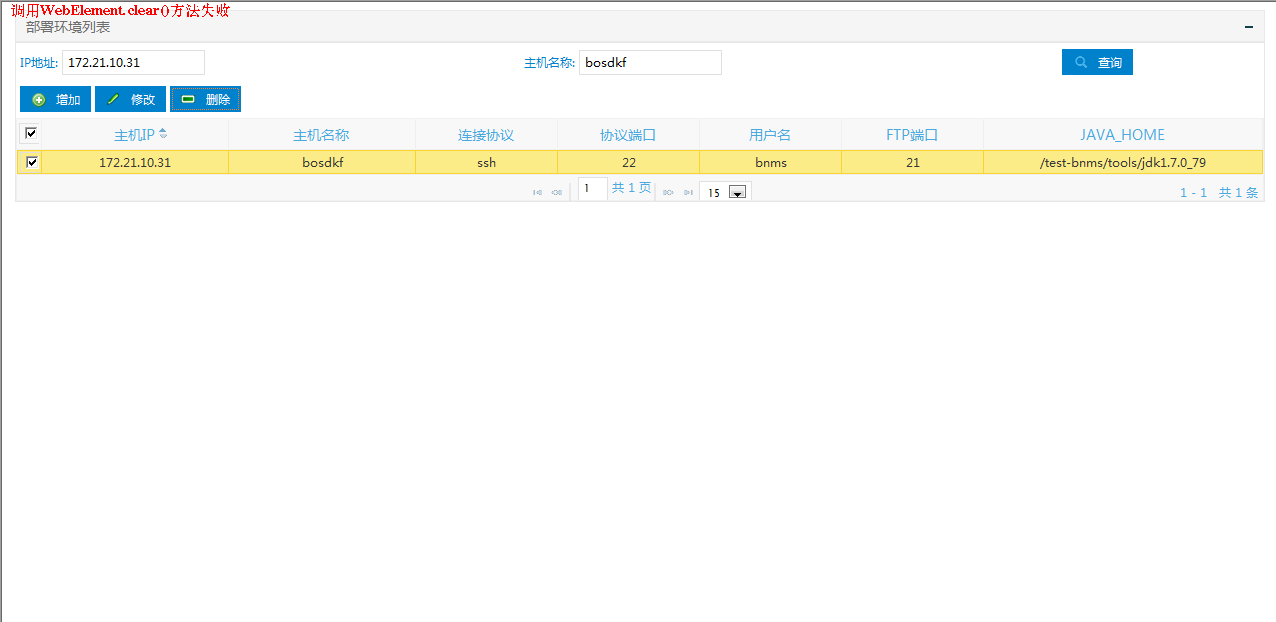 调用WebElement.clear()方法失败
部署环境列表
IP地址: 172.21.10.31 主机名称: bosdkf 查询
增加 修改 删除
主机IP 主机名称 连接协议 协议端口 用户名 FTP端口 JAVA_HOME
172.21.10.31 bosdkf ssh 22 bnms 21 /test-bnms/tools/jdk1.7.0_79
1 共 1 页 15 1 - 1 共 1 条